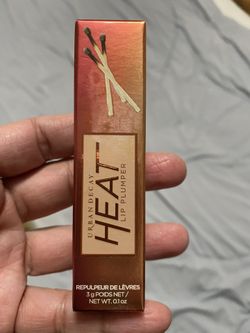 URBAN DECAY
HEAT
LIP PLUMPER
REPULPEUR DE LÈVRES
3 g POIDS NET /
NET WT. 0.1 oz